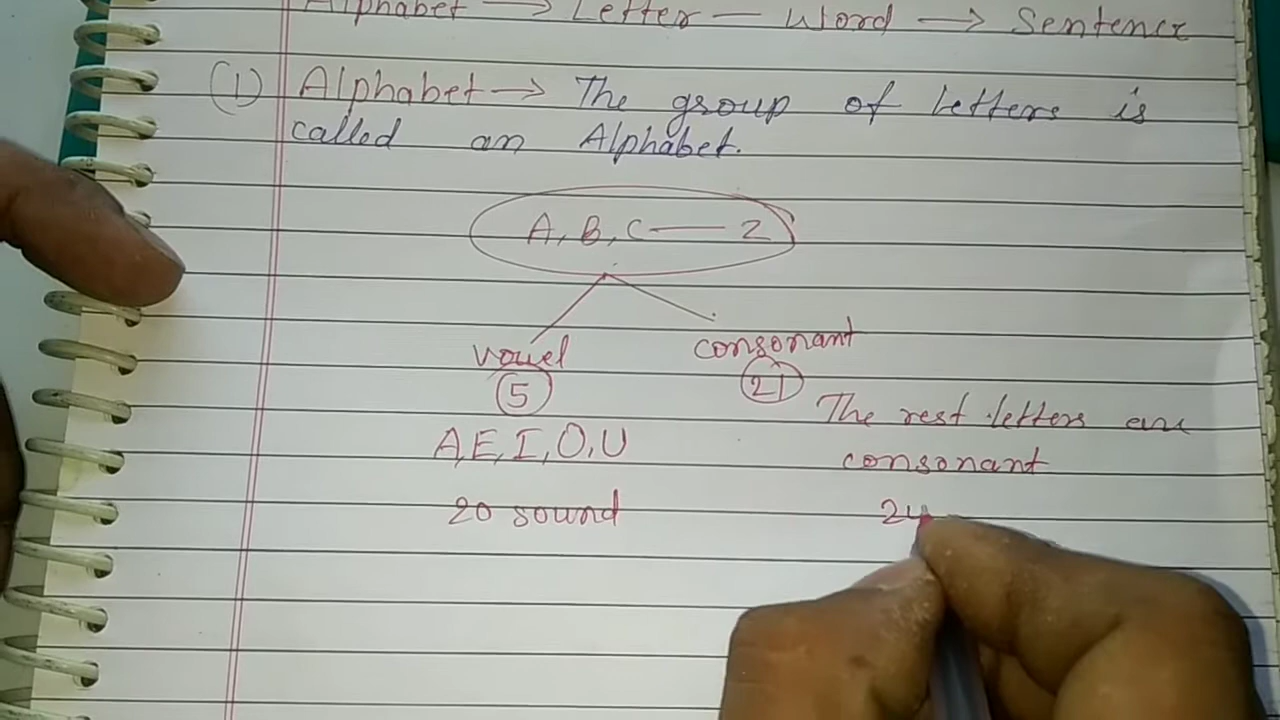 Alphabet → Letter — Word → Sentence
(1) Alphabet → The group of letters is
called an Alphabet.
A, B, C — Z
vowel consonant
5 21
The rest letters are
A,E,I,O,U
consonant
20 sound 24